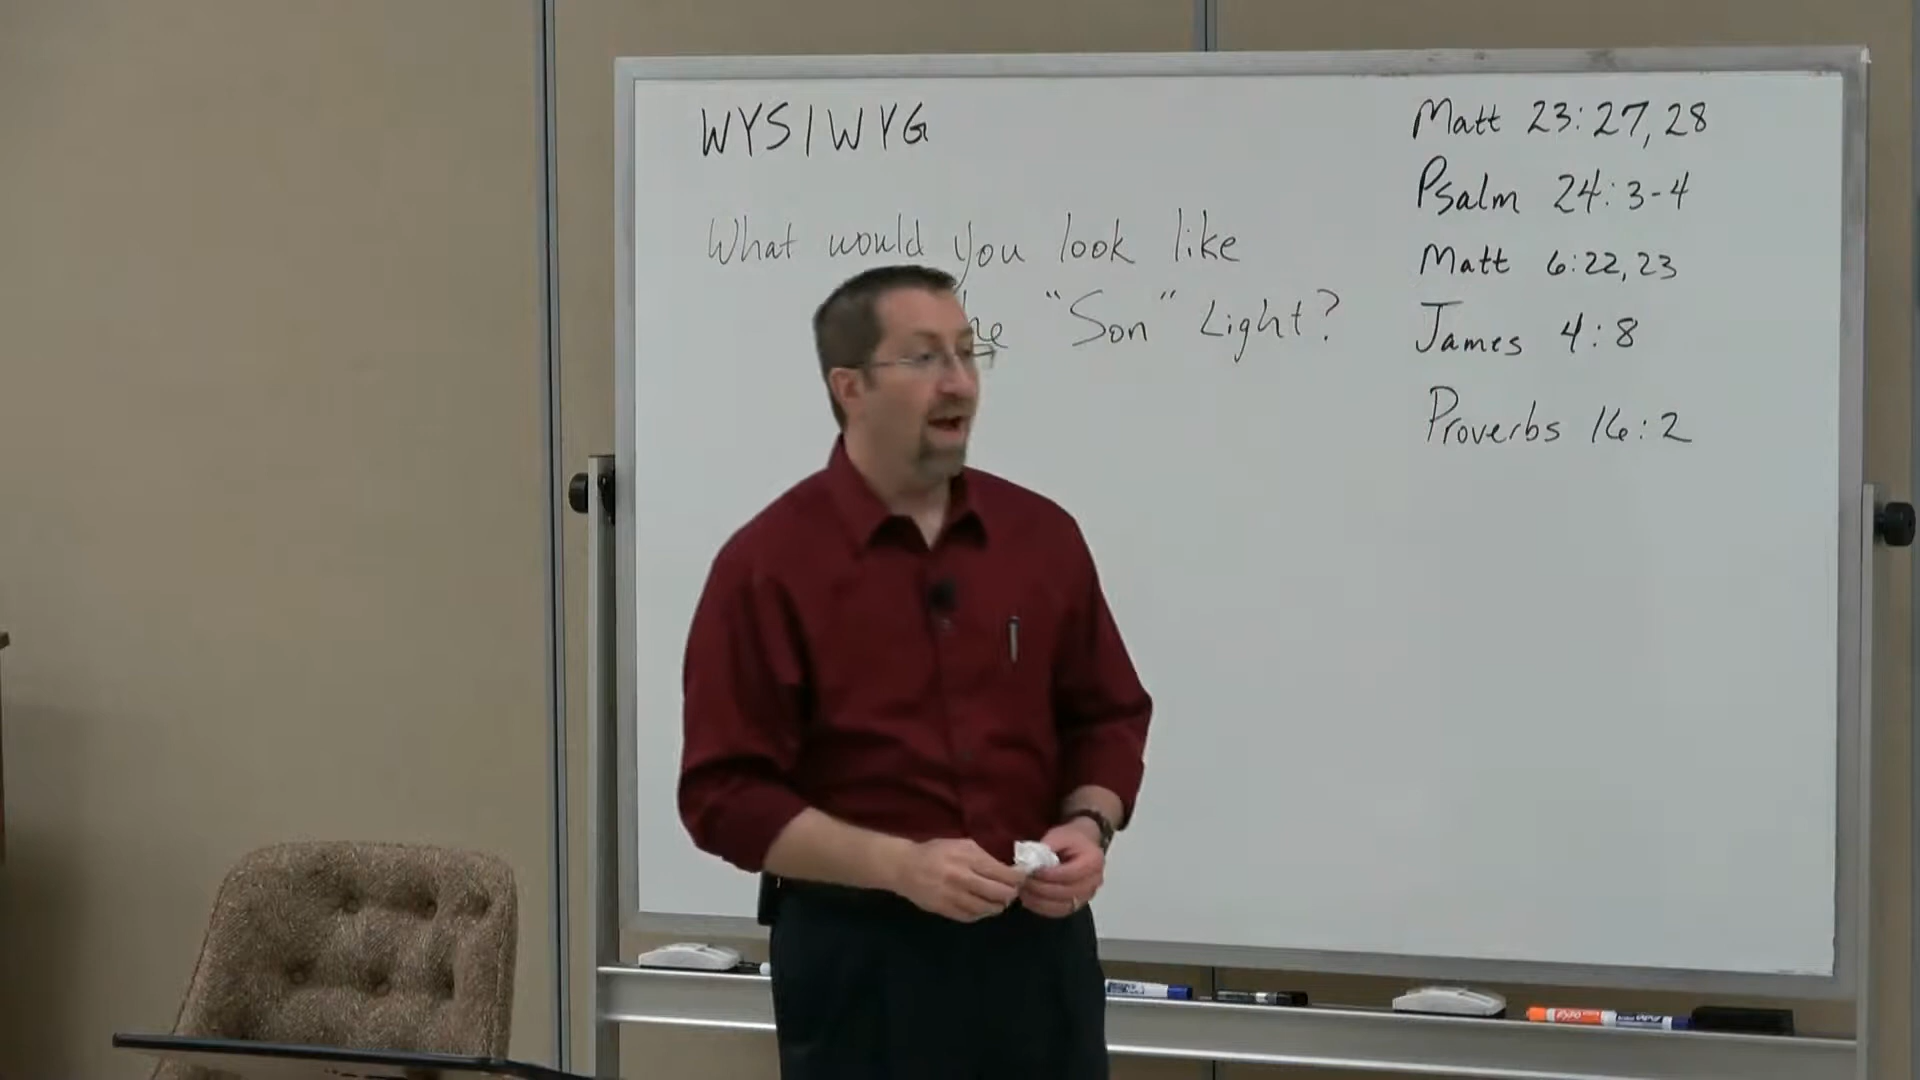 WYSIWYG
What would you look like
"Son" Light?
Matt 23:27,28
Psalm 24:3-4
Matt 6:22,23
James 4:8
Proverbs 16:2
EXPO